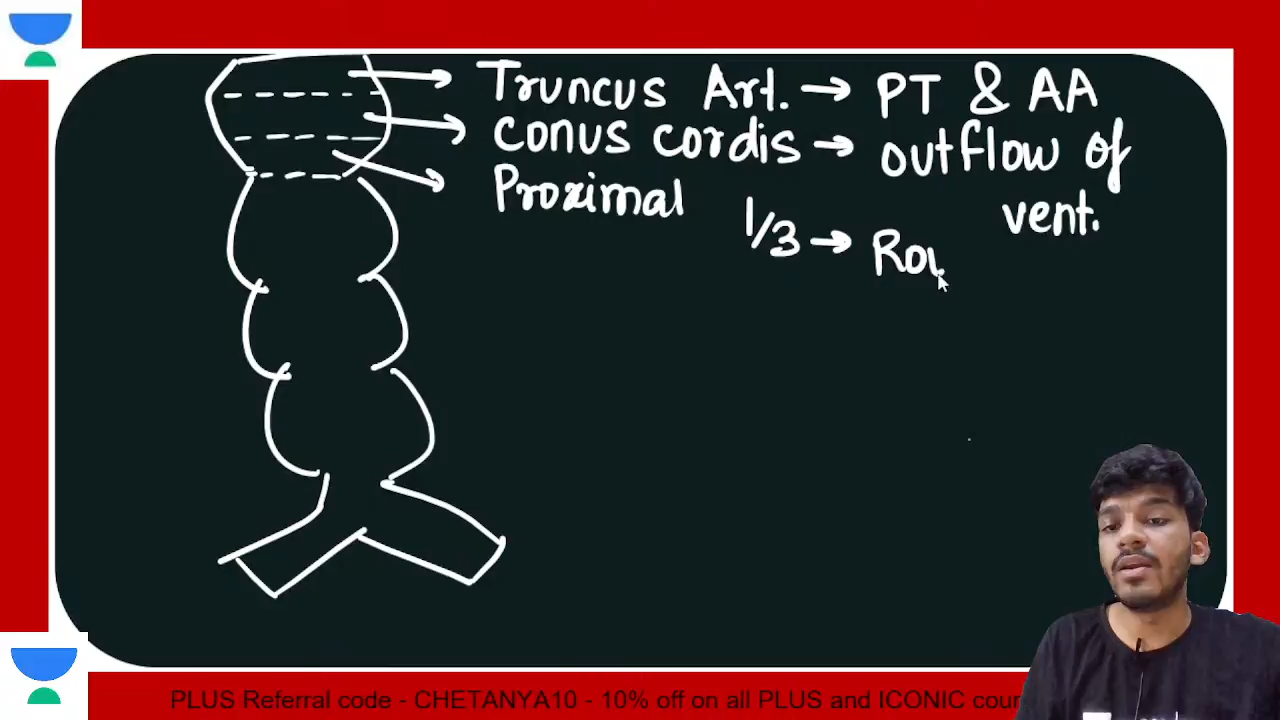 Truncus Art. → PT & AA
Conus cordis → outflow of
vent.
Proximal 1/3 → Rou
PLUS Referral code - CHETANYA10 - 10% off on all PLUS and ICONIC cour